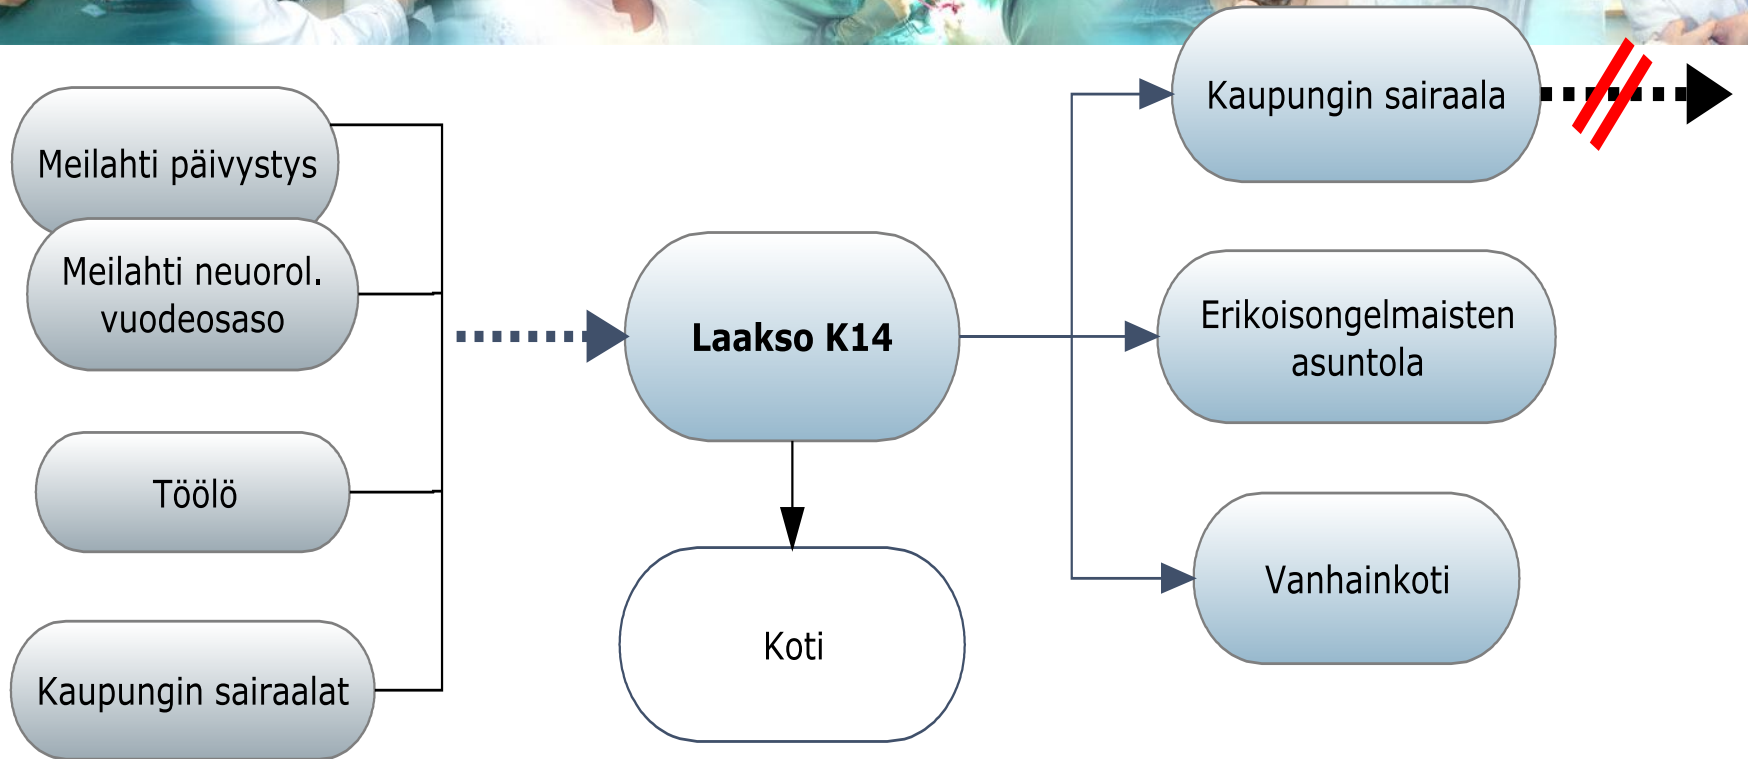 Meilahti päivystys
Meilahti neuorol.
vuodeosaso
Töölö
Kaupungin sairaalat
Laakso K14
Koti
Kaupungin sairaala
Erikoisongelmaisten
asuntola
Vanhainkoti